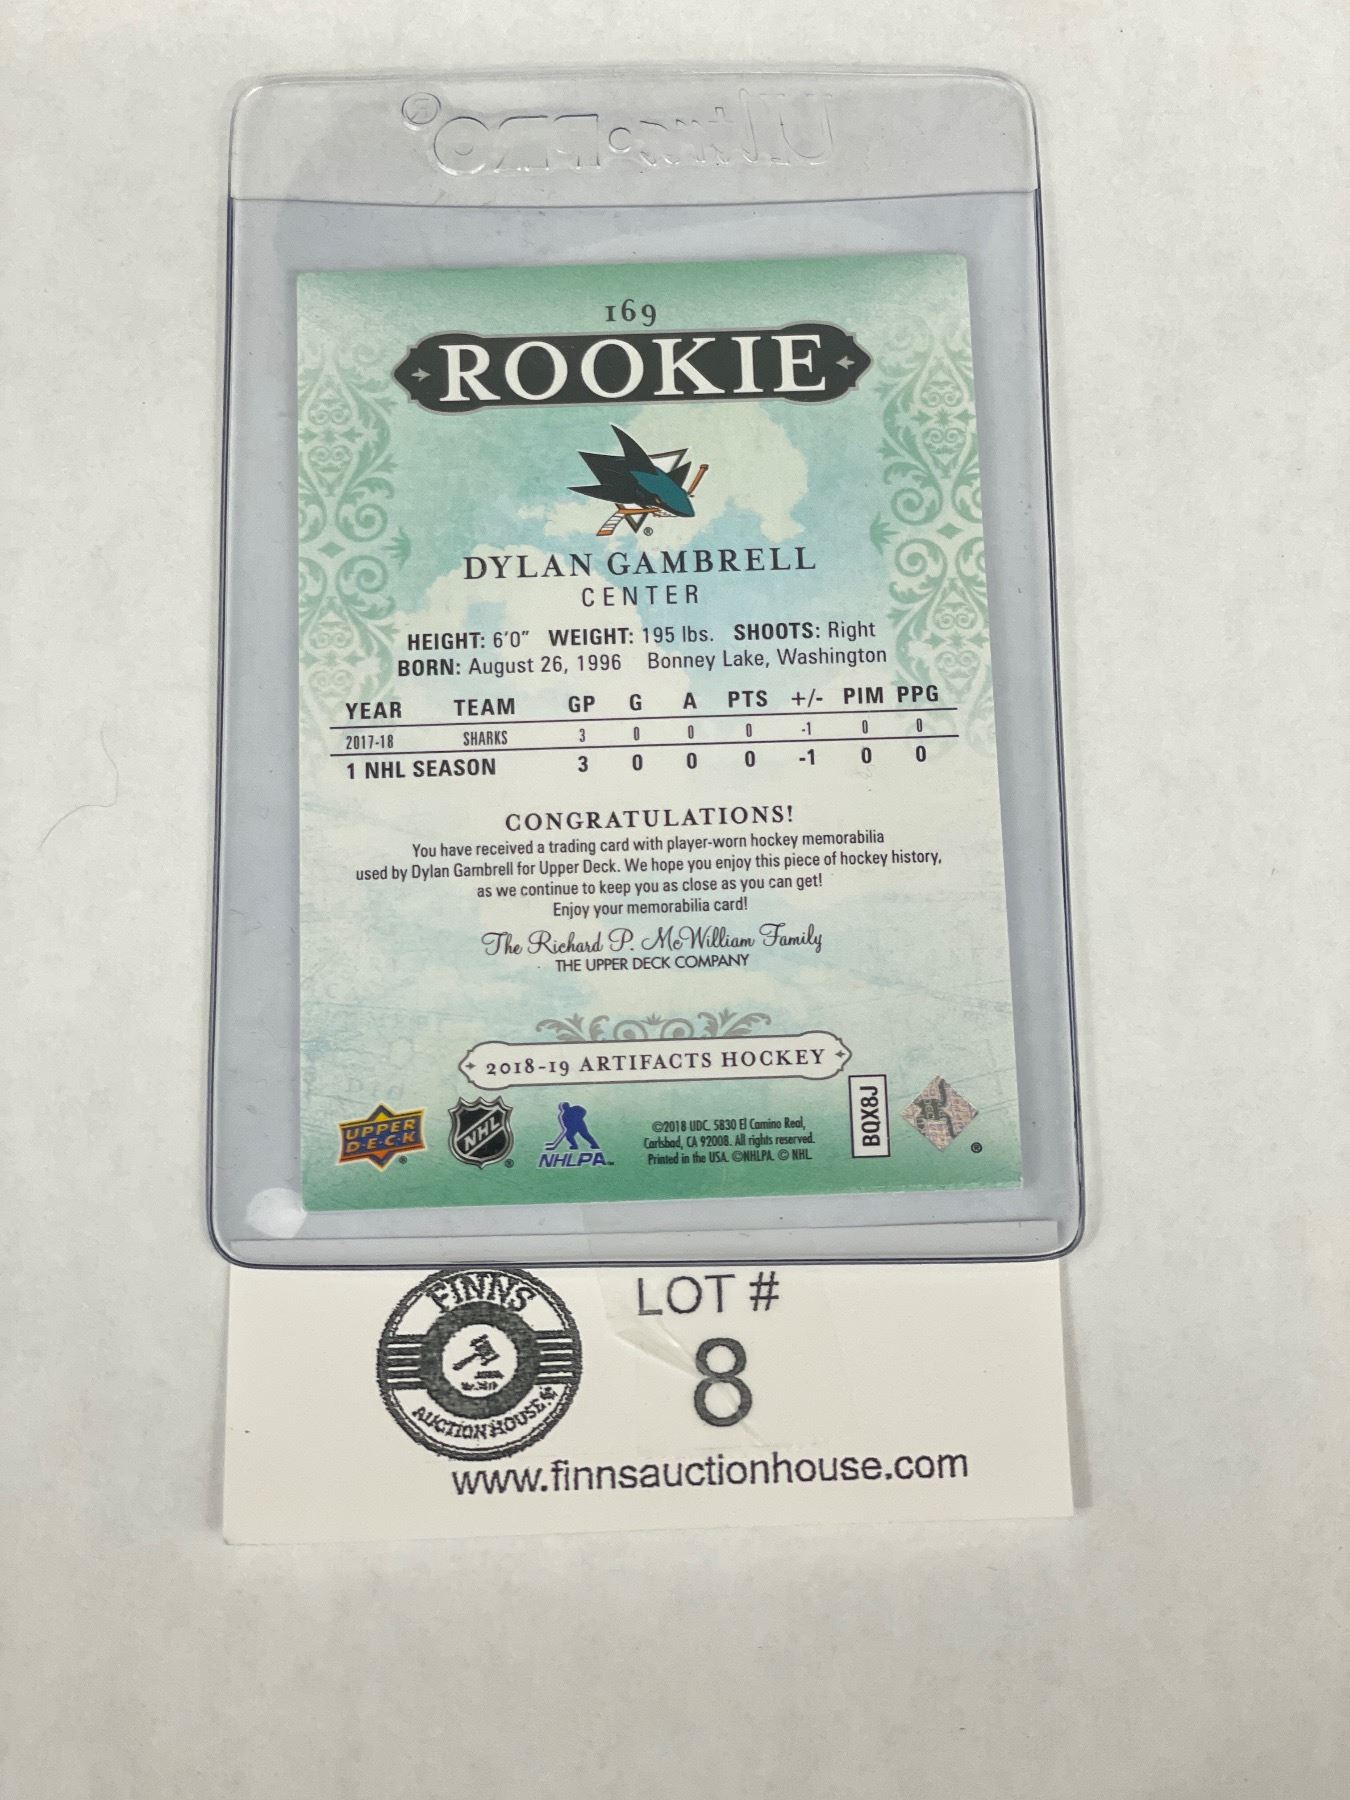 Ultra•PRO®
169
ROOKIE
®
DYLAN GAMBRELL
CENTER
HEIGHT: 6'0" WEIGHT: 195 lbs. SHOOTS: Right
BORN: August 26, 1996 Bonney Lake, Washington
YEAR TEAM GP G A PTS +/- PIM PPG
2017-18 SHARKS 3 0 0 0 -1 0 0
1 NHL SEASON 3 0 0 0 -1 0 0
CONGRATULATIONS!
You have received a trading card with player-worn hockey memorabilia
used by Dylan Gambrell for Upper Deck. We hope you enjoy this piece of hockey history,
as we continue to keep you as close as you can get!
Enjoy your memorabilia card!
The Richard P. McWilliam Family
THE UPPER DECK COMPANY
2018-19 ARTIFACTS HOCKEY
UPPER DECK ®
NHL ®
NHLPA™
©2018 UDC. 5830 El Camino Real,
Carlsbad, CA 92008. All rights reserved.
Printed in the USA. ©NHLPA. © NHL
BQX8J
®
FINNS
AUCTION HOUSE
LOT #
8
www.finnsauctionhouse.com